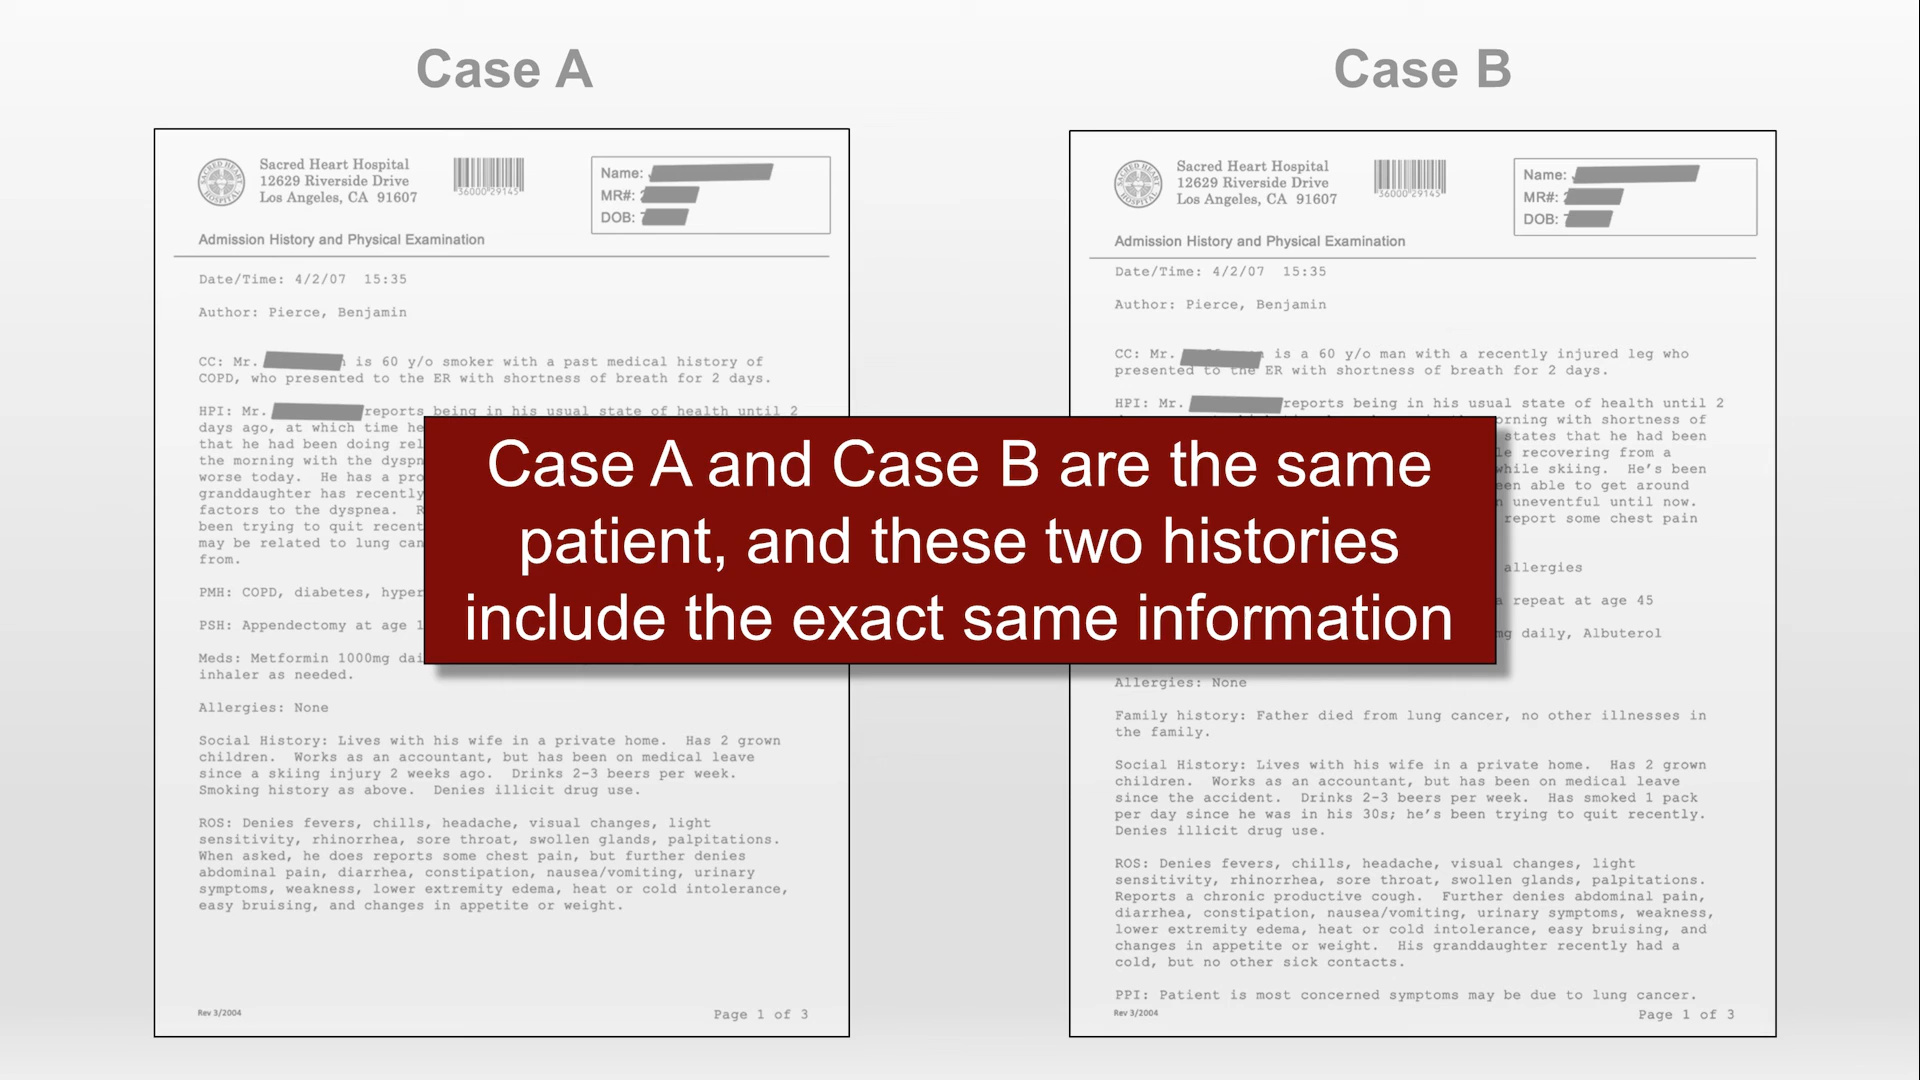 Case A
Sacred Heart Hospital
12629 Riverside Drive
Los Angeles, CA 91607
SACRED HEART HOSPITAL
36000 29145
Name:
MR#:
DOB:
Admission History and Physical Examination
Date/Time: 4/2/07 15:35
Author: Pierce, Benjamin
CC: Mr. is 60 y/o smoker with a past medical history of
COPD, who presented to the ER with shortness of breath for 2 days.
HPI: Mr. reports being in his usual state of health until 2
days ago, at which time he
that he had been doing
the morning with the
worse today. He has a
granddaughter has recently
factors to the dyspnea.
been trying to quit
may be related to lung
from.
PMH: COPD, diabetes,
PSH: Appendectomy at age
Meds: Metformin 1000mg
inhaler as needed.
Allergies: None
Social History: Lives with his wife in a private home. Has 2 grown
children. Works as an accountant, but has been on medical leave
since a skiing injury 2 weeks ago. Drinks 2-3 beers per week.
Smoking history as above. Denies illicit drug use.
ROS: Denies fevers, chills, headache, visual changes, light
sensitivity, rhinorrhea, sore throat, swollen glands, palpitations.
When asked, he does reports some chest pain, but further denies
abdominal pain, diarrhea, constipation, nausea/vomiting, urinary
symptoms, weakness, lower extremity edema, heat or cold intolerance,
easy bruising, and changes in appetite or weight.
Rev 3/2004
Page 1 of 3
Case A and Case B are the same
patient, and these two histories
include the exact same information
Case B
Sacred Heart Hospital
12629 Riverside Drive
Los Angeles, CA 91607
SACRED HEART HOSPITAL
36000 29145
Name:
MR#:
DOB:
Admission History and Physical Examination
Date/Time: 4/2/07 15:35
Author: Pierce, Benjamin
CC: Mr. is a 60 y/o man with a recently injured leg who
presented to the ER with shortness of breath for 2 days.
HPI: Mr. reports being in his usual state of health until 2
with shortness of
states that he had been
recovering from a
while skiing. He's been
able to get around
uneventful until now.
report some chest pain
allergies
a repeat at age 45
daily, Albuterol
Allergies: None
Family history: Father died from lung cancer, no other illnesses in
the family.
Social History: Lives with his wife in a private home. Has 2 grown
children. Works as an accountant, but has been on medical leave
since the accident. Drinks 2-3 beers per week. Has smoked 1 pack
per day since he was in his 30s; he's been trying to quit recently.
Denies illicit drug use.
ROS: Denies fevers, chills, headache, visual changes, light
sensitivity, rhinorrhea, sore throat, swollen glands, palpitations.
Reports a chronic productive cough. Further denies abdominal pain,
diarrhea, constipation, nausea/vomiting, urinary symptoms, weakness,
lower extremity edema, heat or cold intolerance, easy bruising, and
changes in appetite or weight. His granddaughter recently had a
cold, but no other sick contacts.
PPI: Patient is most concerned symptoms may be due to lung cancer.
Rev 3/2004
Page 1 of 3